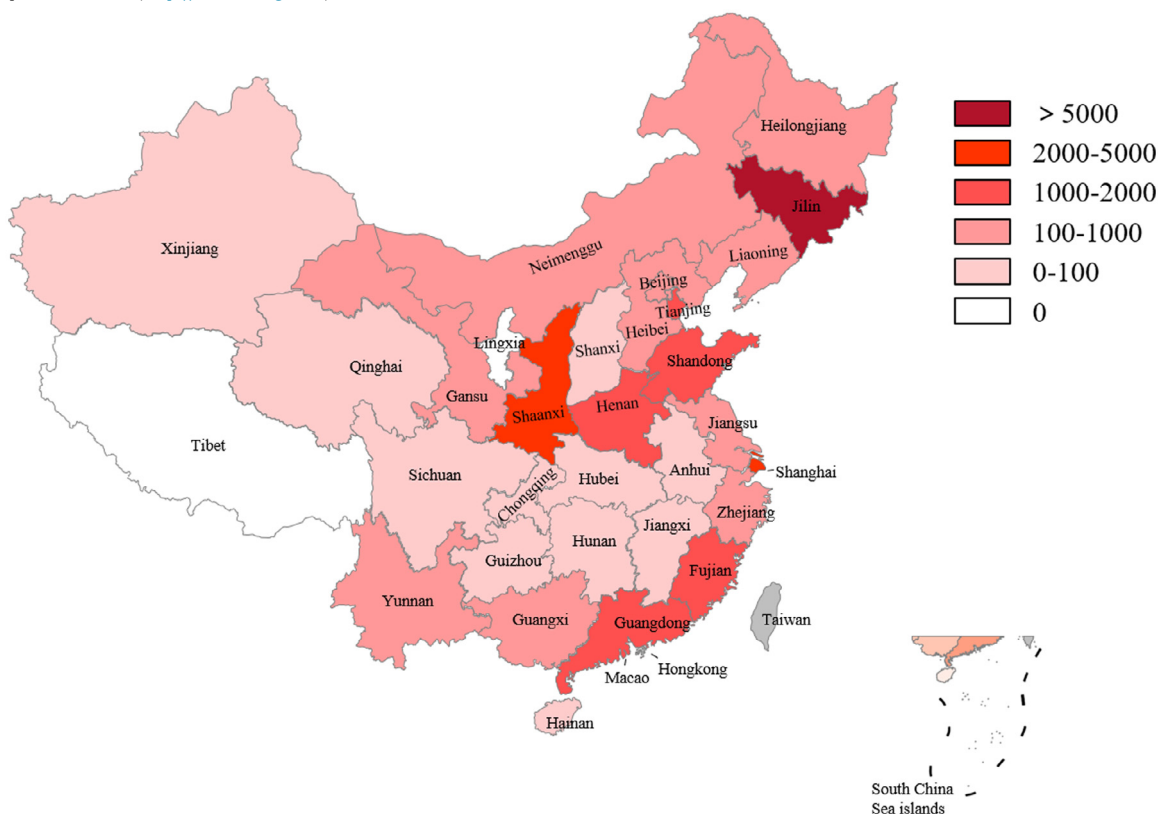 Heilongjiang
Jilin
Xinjiang
Neimenggu
Liaoning
Beijing
Tianjing
Heibei
Lingxia
Shanxi
Shandong
Qinghai
Gansu
Shaanxi
Henan
Jiangsu
Tibet
Sichuan
Chongqing
Hubei
Anhui
Shanghai
Zhejiang
Jiangxi
Hunan
Guizhou
Fujian
Yunnan
Guangxi
Guangdong
Taiwan
Macao
Hongkong
Hainan
> 5000
2000-5000
1000-2000
100-1000
0-100
0
South China
Sea islands